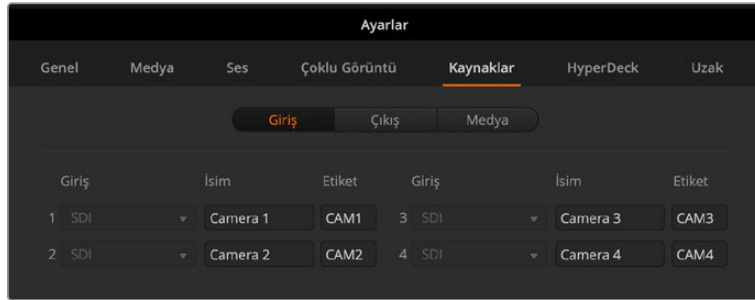 Ayarlar
Genel Medya Ses Çoklu Görüntü Kaynaklar HyperDeck Uzak
Giriş Çıkış Medya
Giriş İsim Etiket Giriş İsim Etiket
1 SDI Camera 1 CAM1 3 SDI Camera 3 CAM3
2 SDI Camera 2 CAM2 4 SDI Camera 4 CAM4